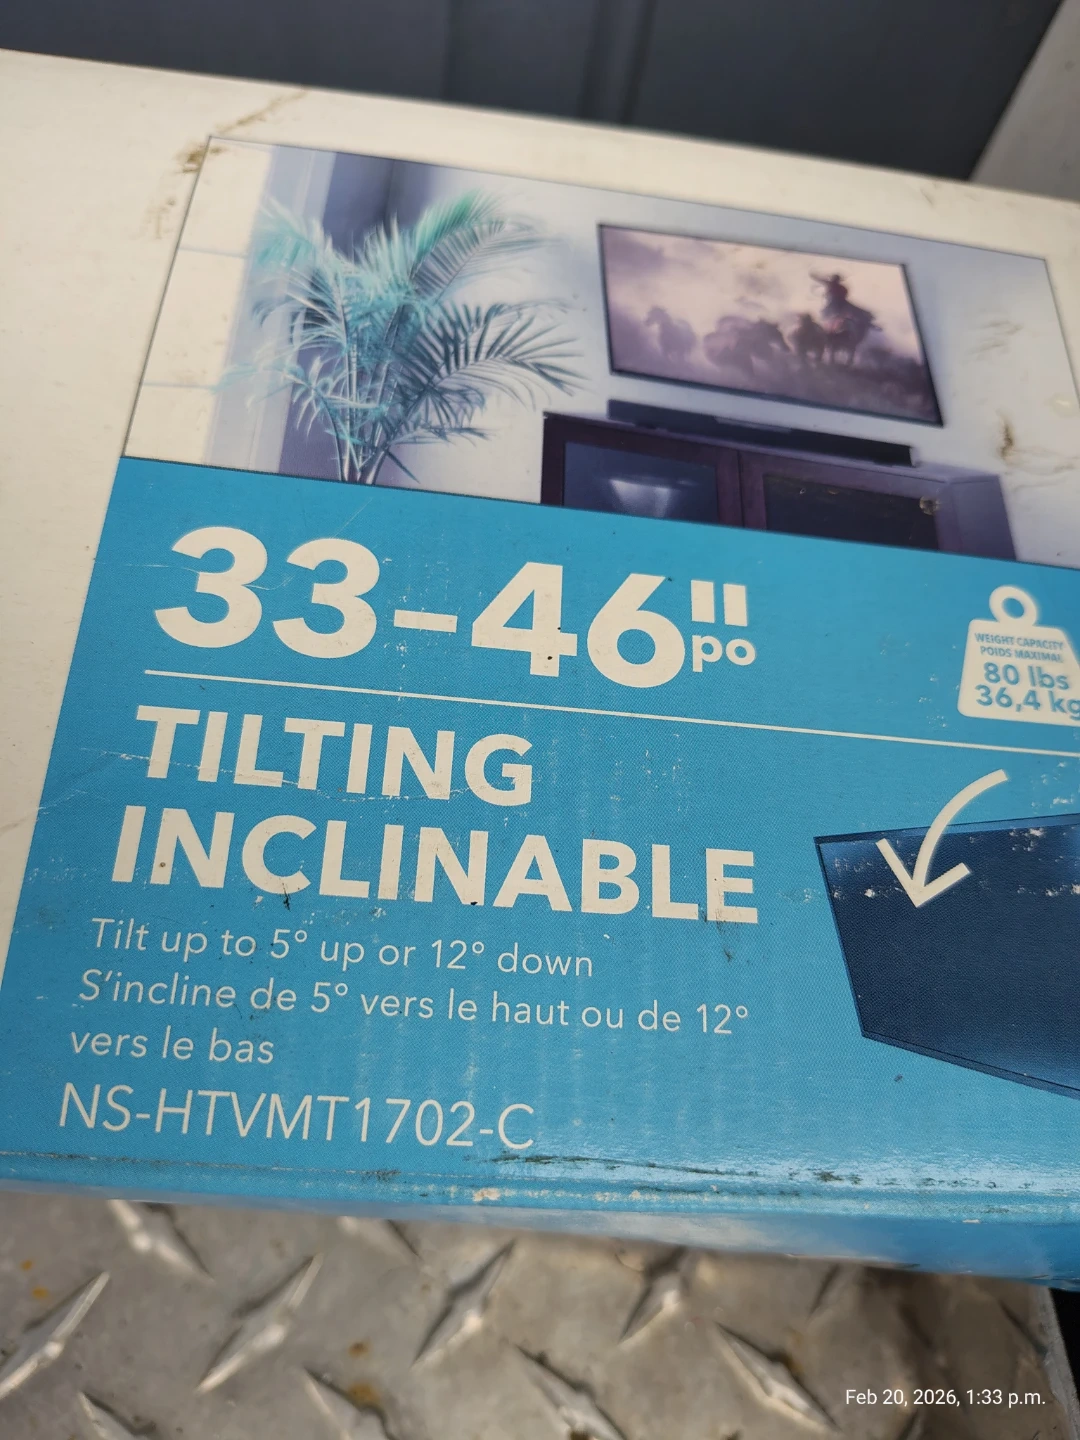 33–46"
po
WEIGHT CAPACITY
POIDS MAXIMAL
80 lbs
36,4 kg
TILTING
INCLINABLE
Tilt up to 5° up or 12° down
S'incline de 5° vers le haut ou de 12°
vers le bas
NS-HTVMT1702-C
Feb 20, 2026, 1:33 p.m.